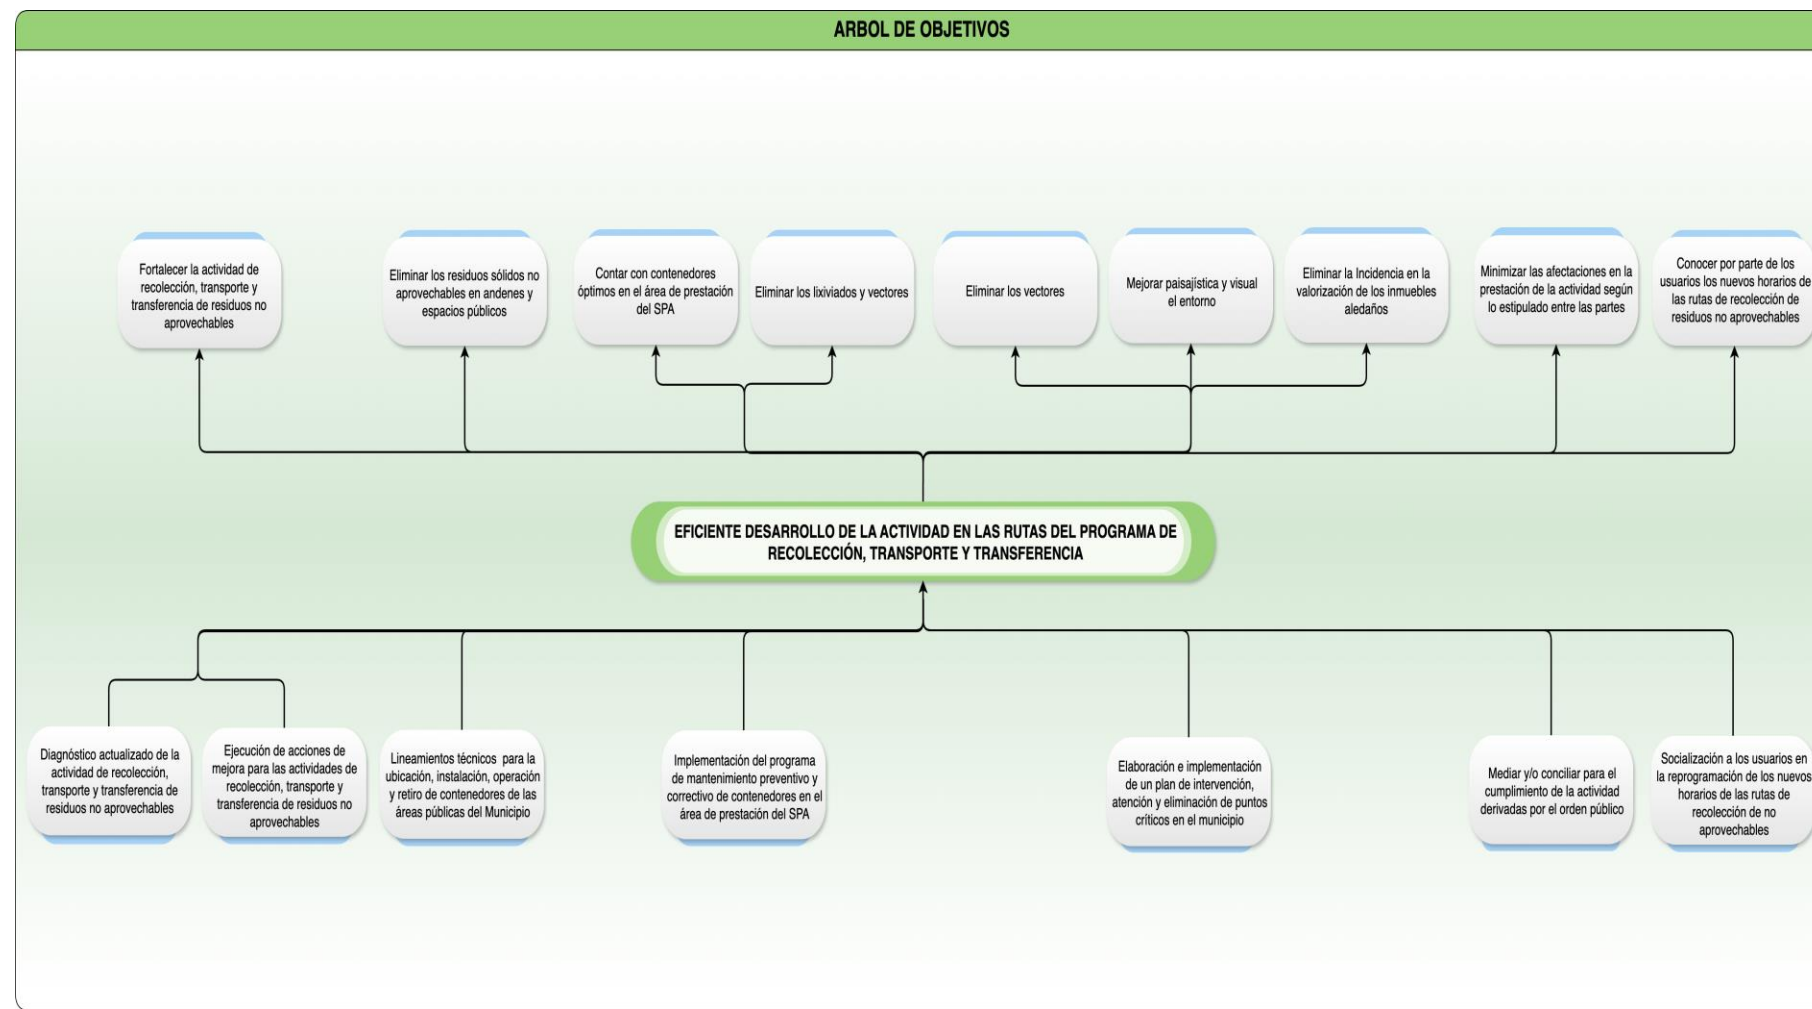 ARBOL DE OBJETIVOS
Fortalecer la actividad de
recolección, transporte y
transferencia de residuos no
aprovechables
Eliminar los residuos sólidos no
aprovechables en andenes y
espacios públicos
Contar con contenedores
óptimos en el área de prestación
del SPA
Eliminar los lixiviados y vectores
Eliminar los vectores
Mejorar paisajística y visual
el entorno
Eliminar la Incidencia en la
valorización de los inmuebles
aledaños
Minimizar las afectaciones en la
prestación de la actividad según
lo estipulado entre las partes
Conocer por parte de los
usuarios los nuevos horarios de
las rutas de recolección de
residuos no aprovechables
EFICIENTE DESARROLLO DE LA ACTIVIDAD EN LAS RUTAS DEL PROGRAMA DE
RECOLECCIÓN, TRANSPORTE Y TRANSFERENCIA
Diagnóstico actualizado de la
actividad de recolección,
transporte y transferencia de
residuos no aprovechables
Ejecución de acciones de
mejora para las actividades de
recolección, transporte y
transferencia de residuos no
aprovechables
Lineamientos técnicos para la
ubicación, instalación, operación
y retiro de contenedores de las
áreas públicas del Municipio
Implementación del programa
de mantenimiento preventivo y
correctivo de contenedores en el
área de prestación del SPA
Elaboración e implementación
de un plan de intervención,
atención y eliminación de puntos
críticos en el municipio
Mediar y/o conciliar para el
cumplimiento de la actividad
derivadas por el orden público
Socialización a los usuarios en
la reprogramación de los nuevos
horarios de las rutas de
recolección de no
aprovechables